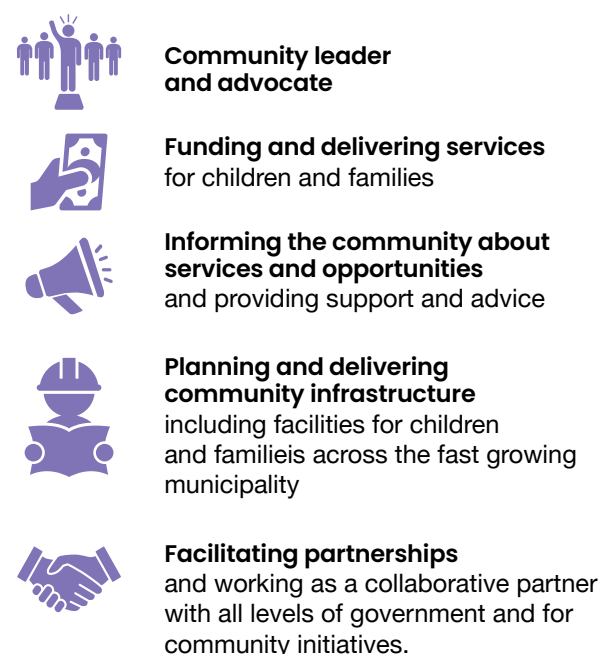 Community leader
and advocate
Funding and delivering services
for children and families
Informing the community about
services and opportunities
and providing support and advice
Planning and delivering
community infrastructure
including facilities for children
and familieis across the fast growing
municipality
Facilitating partnerships
and working as a collaborative partner
with all levels of government and for
community initiatives.